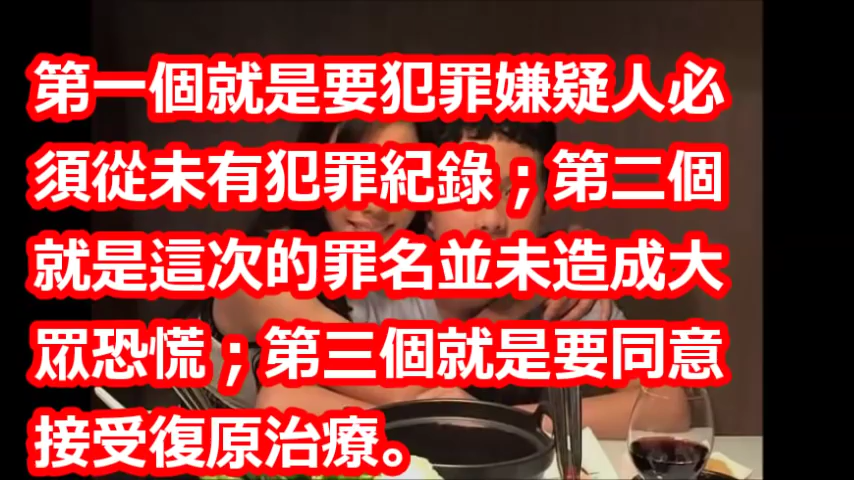 第一個就是要犯罪嫌疑人必
須從未有犯罪紀錄；第二個
就是這次的罪名並未造成大
眾恐慌；第三個就是要同意
接受復原治療。